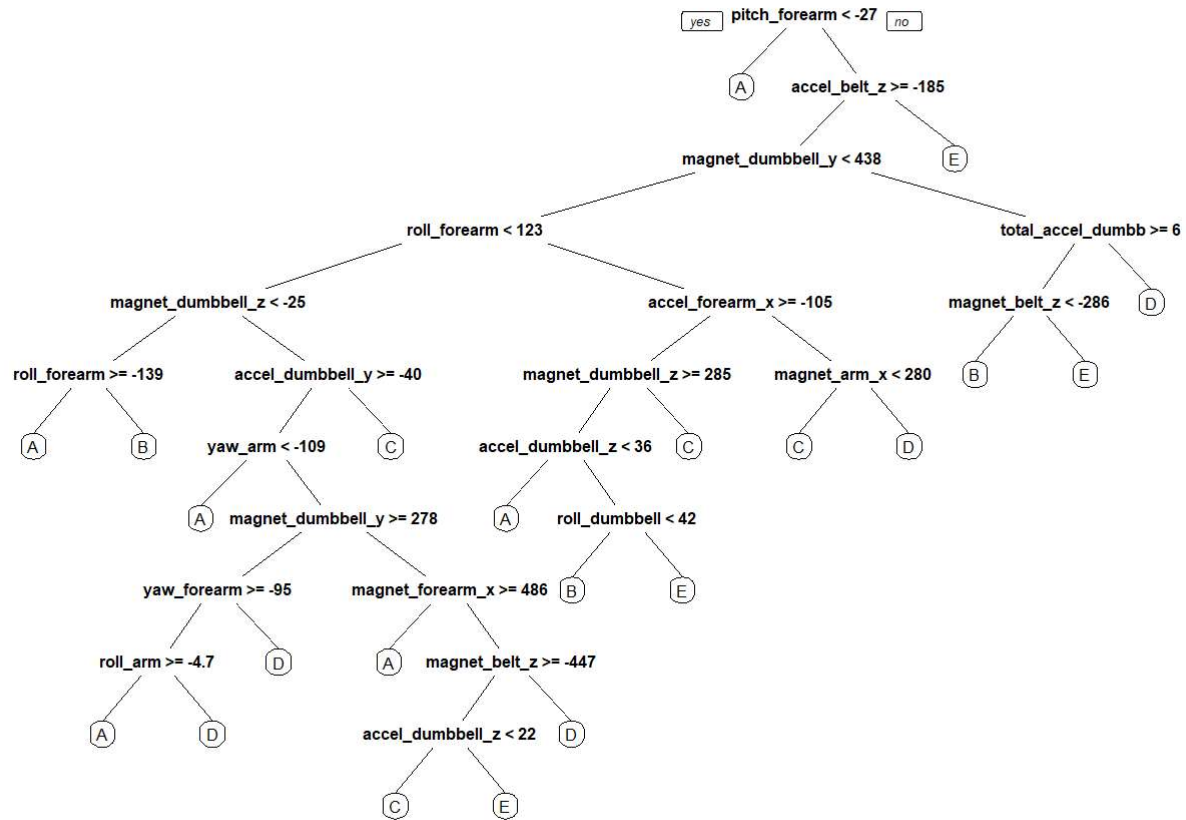 yes pitch_forearm < -27 no
A accel_belt_z >= -185
magnet_dumbbell_y < 438 E
roll_forearm < 123 total_accel_dumbb >= 6
magnet_dumbbell_z < -25 accel_forearm_x >= -105 magnet_belt_z < -286 D
roll_forearm >= -139 accel_dumbbell_y >= -40 magnet_dumbbell_z >= 285 magnet_arm_x < 280 B E
A B yaw_arm < -109 C accel_dumbbell_z < 36 C C D
A magnet_dumbbell_y >= 278 A roll_dumbbell < 42
yaw_forearm >= -95 magnet_forearm_x >= 486 B E
roll_arm >= -4.7 D A magnet_belt_z >= -447
A D accel_dumbbell_z < 22 D
C E